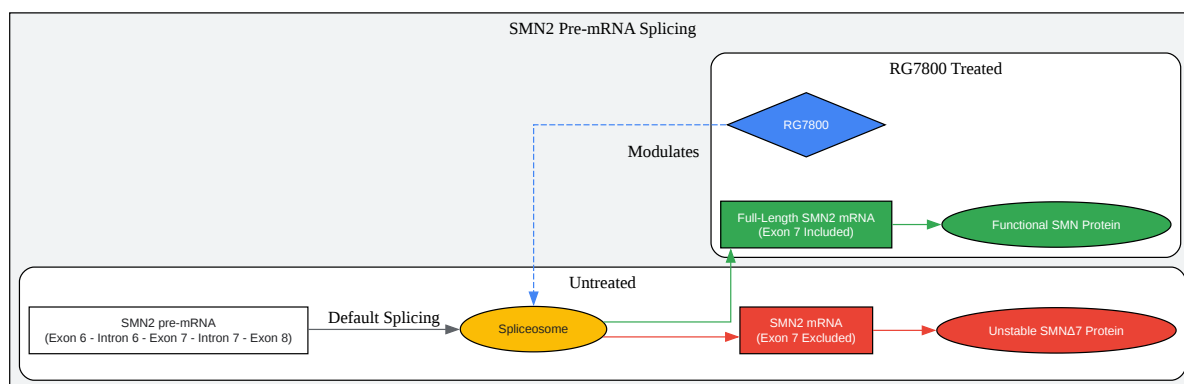 SMN2 Pre-mRNA Splicing
RG7800 Treated
RG7800
Modulates
Full-Length SMN2 mRNA
(Exon 7 Included)
Functional SMN Protein
Untreated
SMN2 pre-mRNA
(Exon 6 - Intron 6 - Exon 7 - Intron 7 - Exon 8)
Default Splicing
Spliceosome
SMN2 mRNA
(Exon 7 Excluded)
Unstable SMNΔ7 Protein